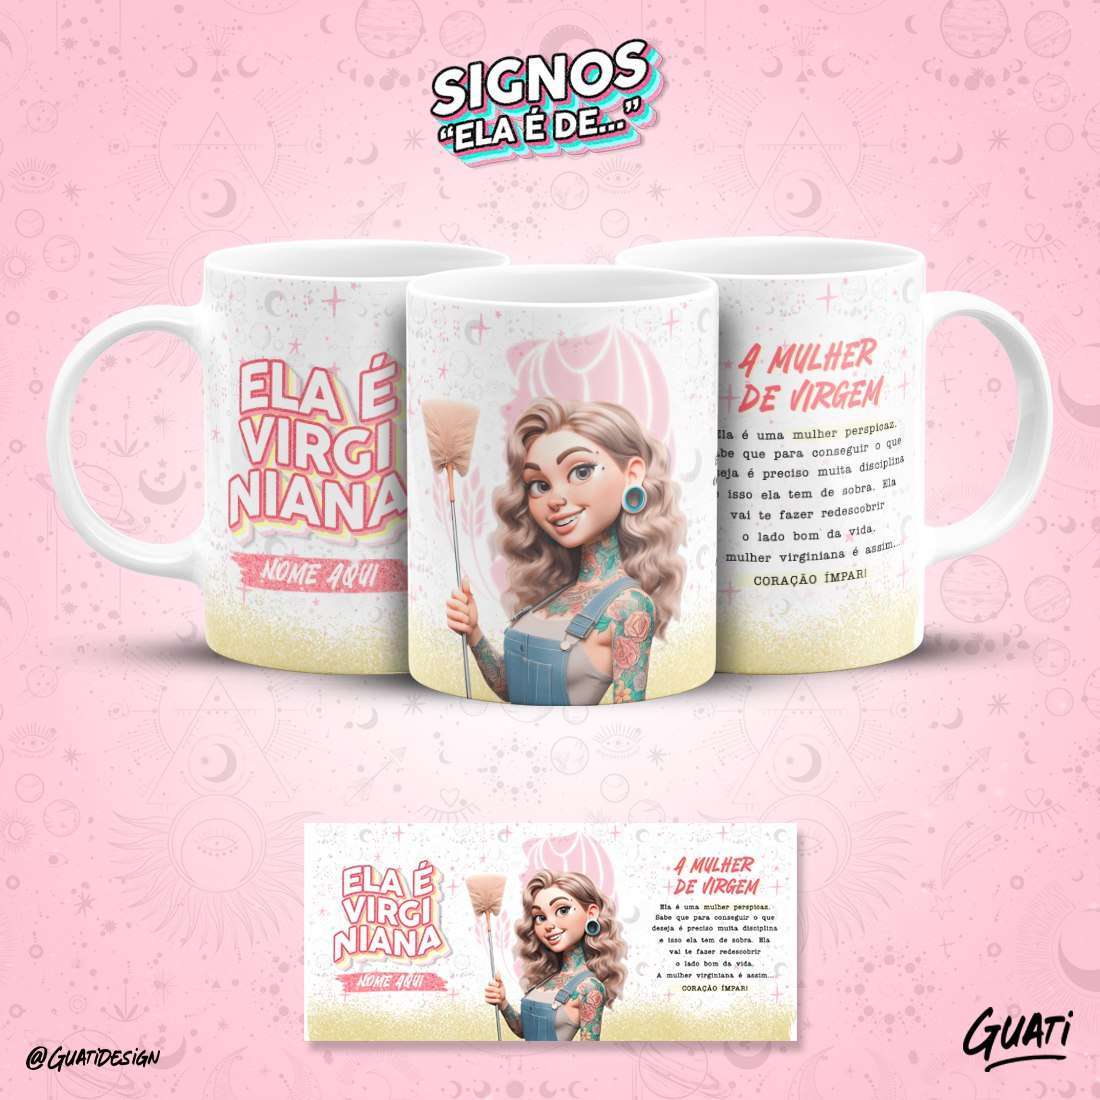 SIGNOS
"ELA É DE..."
ELA É
VIRGI
NIANA
NOME AQUI
A MULHER
DE VIRGEM
Ela é uma mulher perspicaz.
Sabe que para conseguir o que
deseja é preciso muita disciplina
isso ela tem de sobra. Ela
vai te fazer redescobrir
o lado bom da vida.
mulher virginiana é assim...
CORAÇÃO ÍMPAR!
ELA É
VIRGI
NIANA
NOME AQUI
A MULHER
DE VIRGEM
Ela é uma mulher perspicaz.
Sabe que para conseguir o que
deseja é preciso muita disciplina
e isso ela tem de sobra. Ela
vai te fazer redescobrir
o lado bom da vida.
A mulher virginiana é assim...
CORAÇÃO ÍMPAR!
@GUATIDESIGN
GUATI